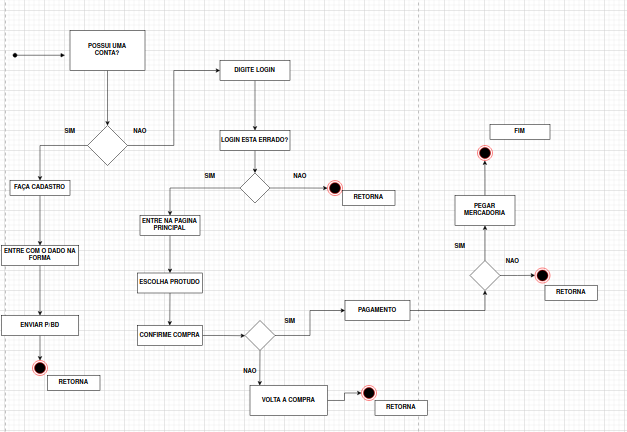 POSSUI UMA
CONTA?
SIM
NAO
FAÇA CADASTRO
ENTRE COM O DADO NA
FORMA
ENVIAR P/BD
RETORNA
DIGITE LOGIN
LOGIN ESTA ERRADO?
SIM
NAO
RETORNA
ENTRE NA PAGINA
PRINCIPAL
ESCOLHA PROTUDO
CONFIRME COMPRA
SIM
NAO
VOLTA A COMPRA
RETORNA
PAGAMENTO
SIM
NAO
RETORNA
PEGAR
MERCADORIA
FIM